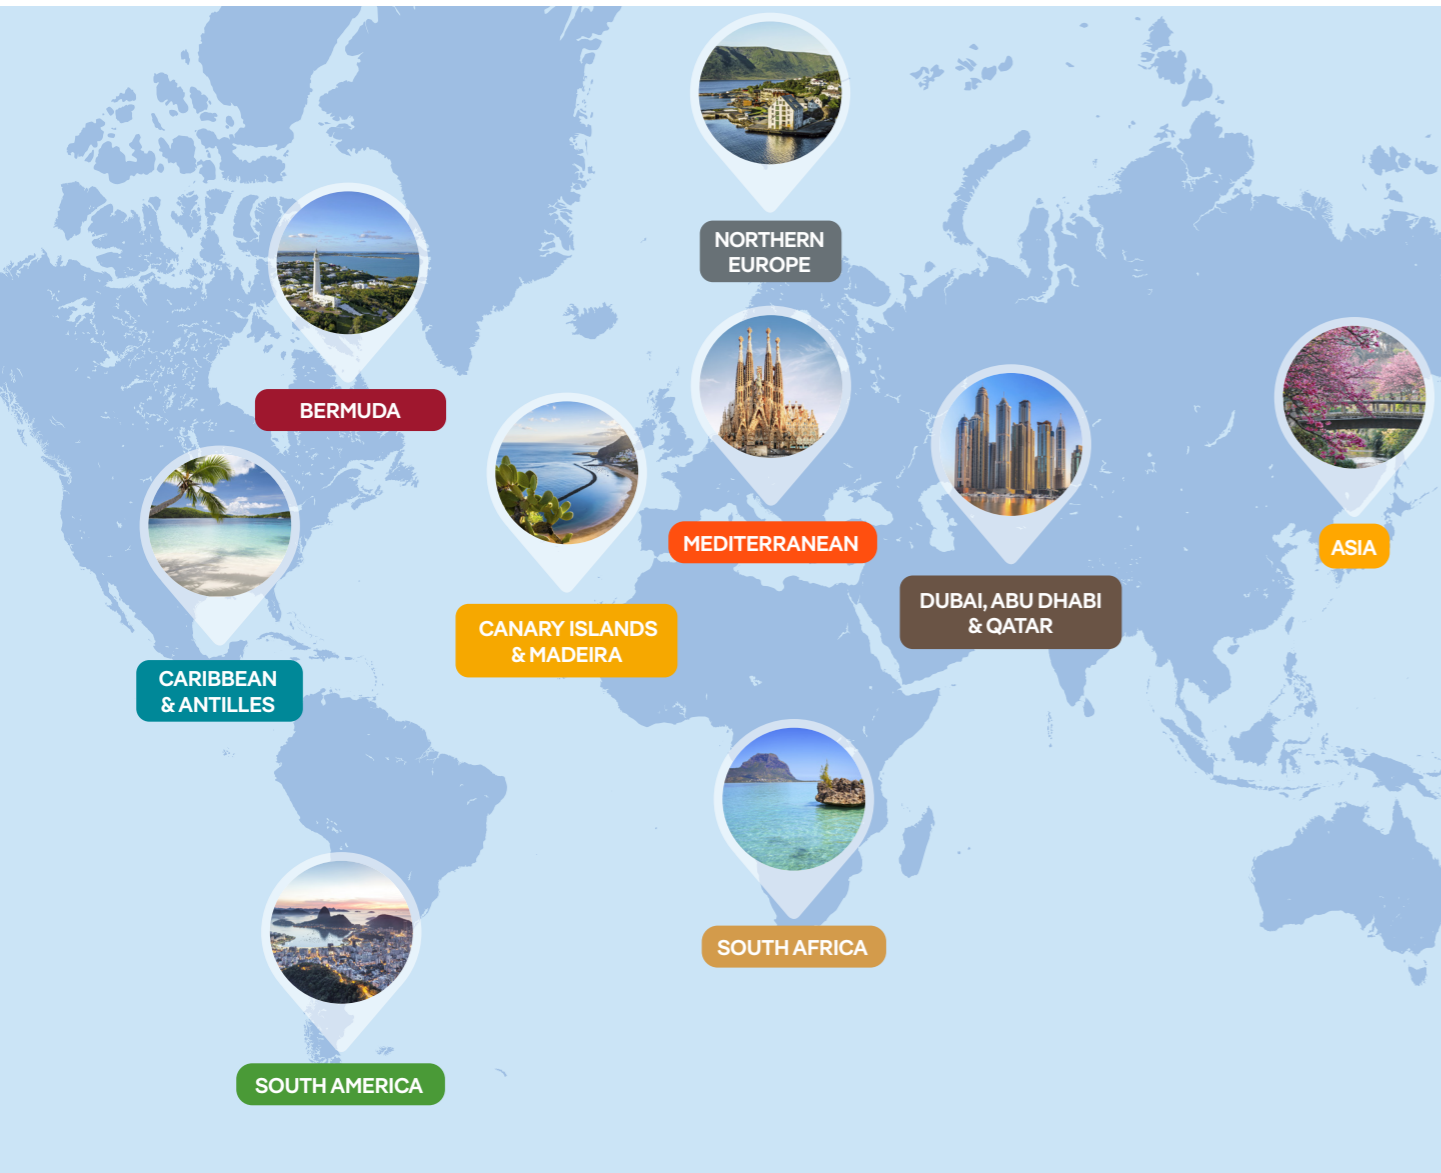 NORTHERN
EUROPE
BERMUDA
MEDITERRANEAN
ASIA
DUBAI, ABU DHABI
& QATAR
CANARY ISLANDS
& MADEIRA
CARIBBEAN
& ANTILLES
SOUTH AFRICA
SOUTH AMERICA